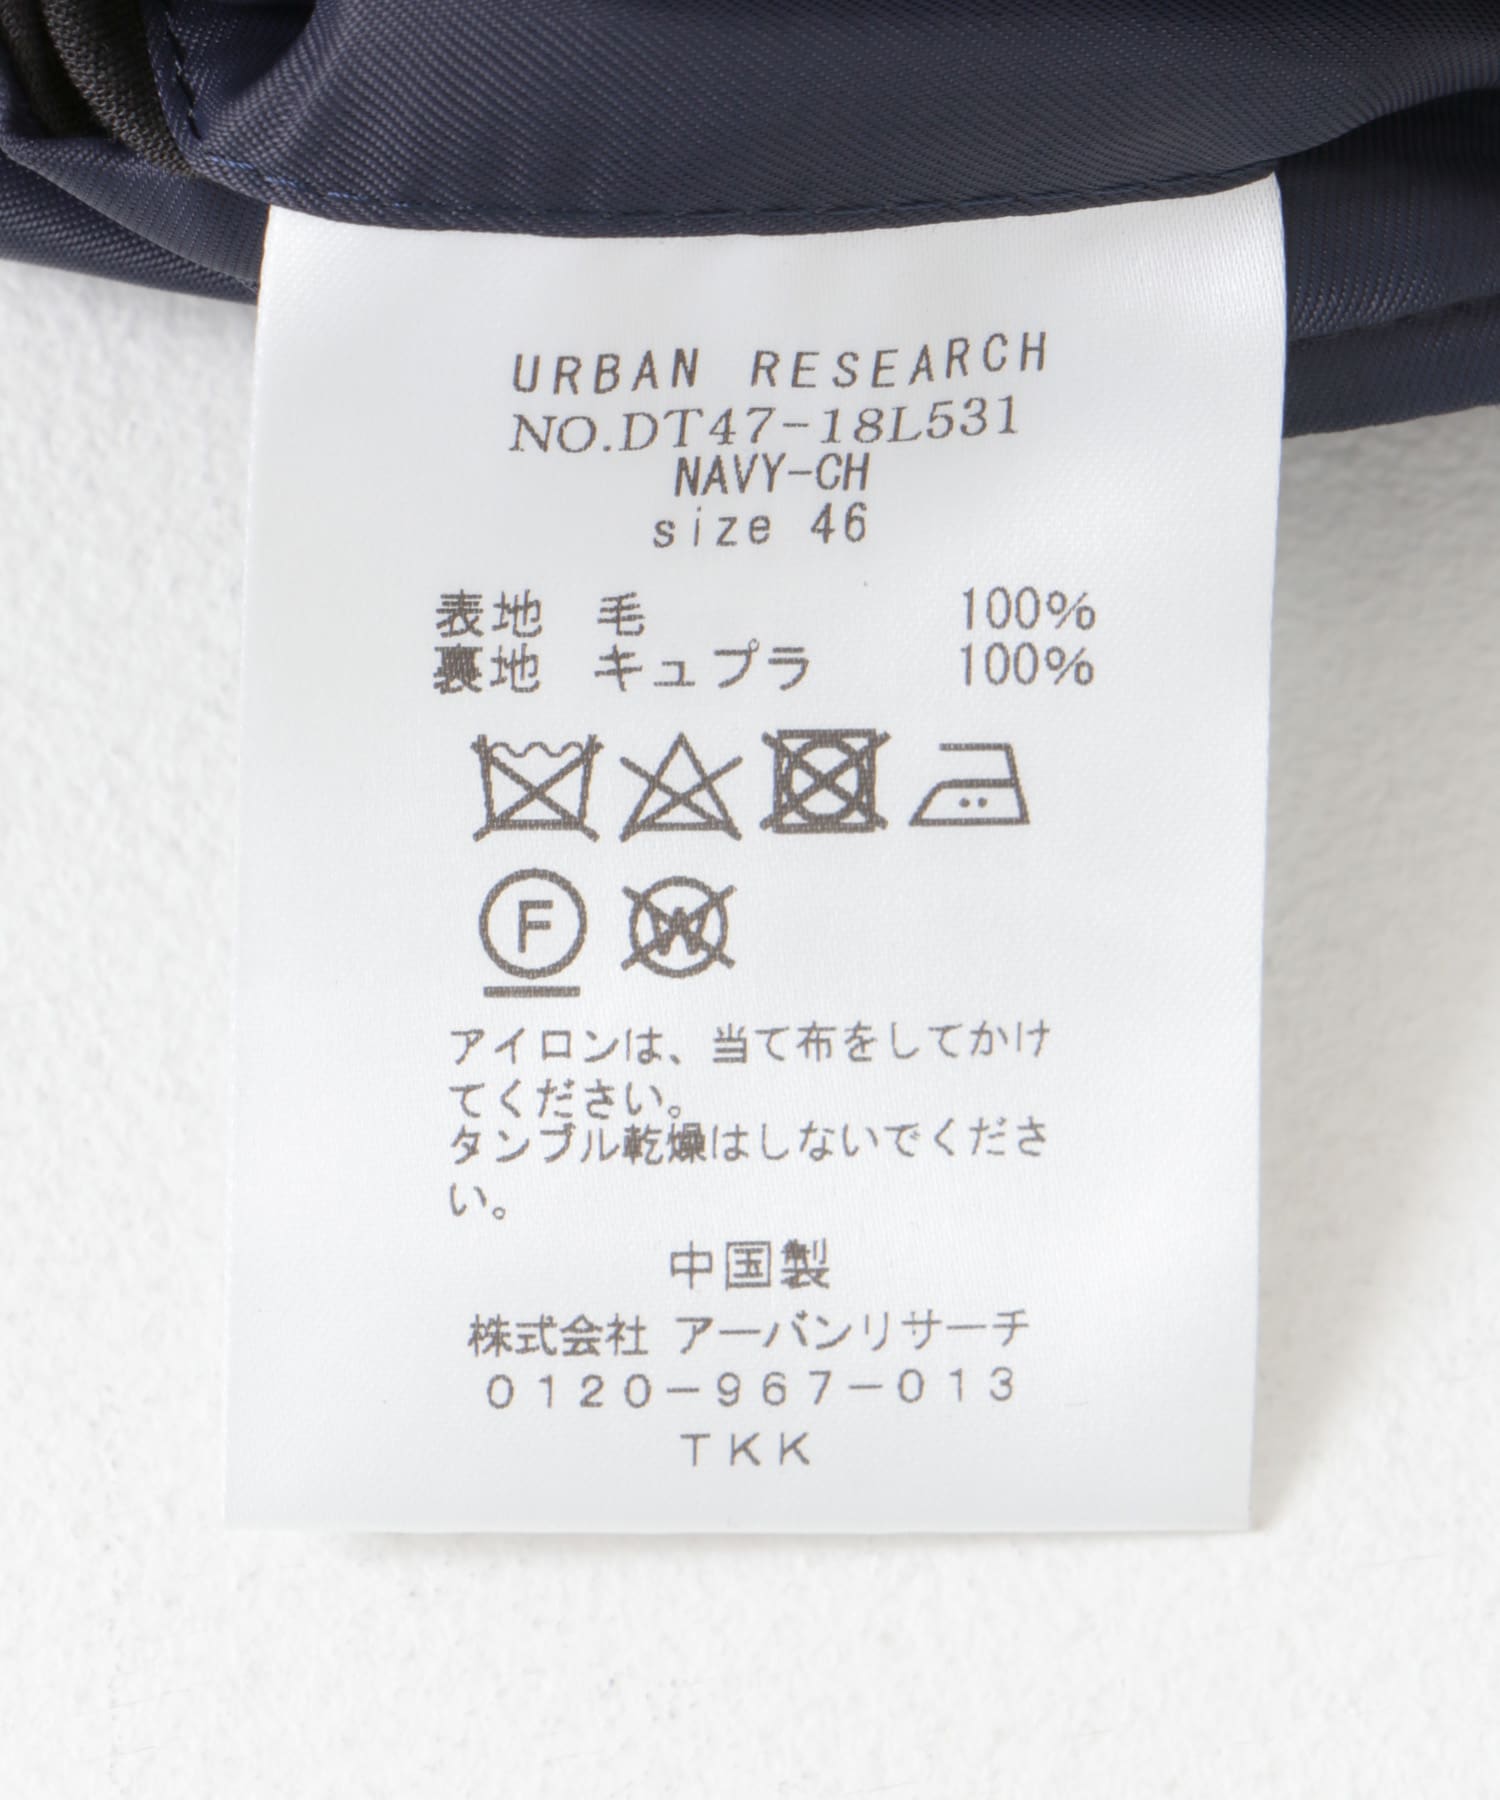 URBAN RESEARCH
NO.DT47-18L531
NAVY-CH
size 46
表地 毛 100%
裏地 キュプラ 100%
F W
アイロンは、当て布をしてかけ
てください。
タンブル乾燥はしないでくださ
い。
中国製
株式会社 アーバンリサーチ
0120-967-013
TKK